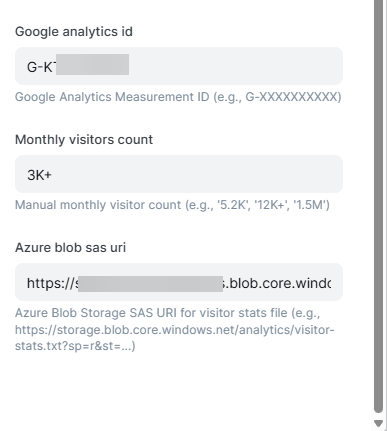 Google analytics id
G-K
Google Analytics Measurement ID (e.g., G-XXXXXXXXXX)
Monthly visitors count
3K+
Manual monthly visitor count (e.g., '5.2K', '12K+', '1.5M')
Azure blob sas uri
https:// .blob.core.windo
Azure Blob Storage SAS URI for visitor stats file (e.g.,
https://storage.blob.core.windows.net/analytics/visitor-
stats.txt?sp=r&st=...)